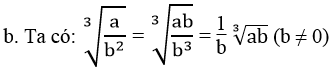 b. Ta có: ∛(a/b²) = ∛(ab/b³) = 1/b ∛ab (b ≠ 0)